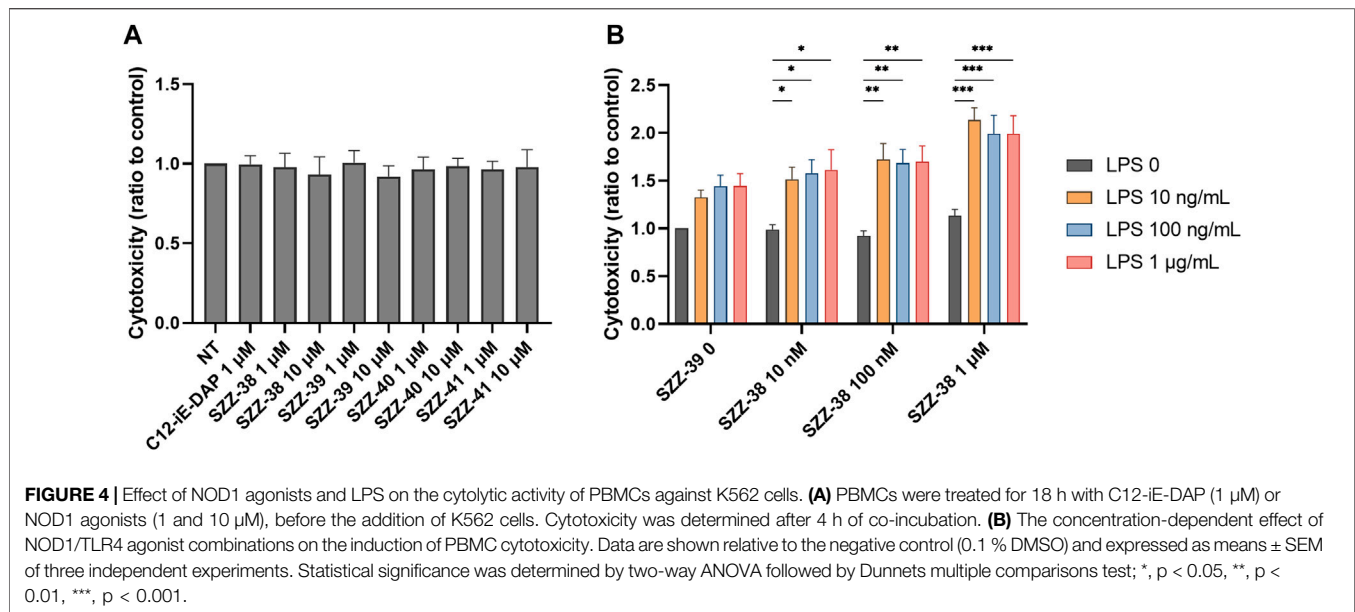 A
B
Cytotoxicity (ratio to control)
1.5
1.0
0.5
0.0
NT
C12-iE-DAP 1 µM
SZZ-38 1 µM
SZZ-38 10 µM
SZZ-39 1 µM
SZZ-39 10 µM
SZZ-40 1 µM
SZZ-40 10 µM
SZZ-41 1 µM
SZZ-41 10 µM
Cytotoxicity (ratio to control)
2.5
2.0
1.5
1.0
0.5
0.0
*
*
*
**
**
**
***
***
***
SZZ-39 0
SZZ-38 10 nM
SZZ-38 100 nM
SZZ-38 1 µM
LPS 0
LPS 10 ng/mL
LPS 100 ng/mL
LPS 1 µg/mL
FIGURE 4 | Effect of NOD1 agonists and LPS on the cytolytic activity of PBMCs against K562 cells. (A) PBMCs were treated for 18 h with C12-iE-DAP (1 µM) or
NOD1 agonists (1 and 10 µM), before the addition of K562 cells. Cytotoxicity was determined after 4 h of co-incubation. (B) The concentration-dependent effect of
NOD1/TLR4 agonist combinations on the induction of PBMC cytotoxicity. Data are shown relative to the negative control (0.1 % DMSO) and expressed as means ± SEM
of three independent experiments. Statistical significance was determined by two-way ANOVA followed by Dunnets multiple comparisons test; *, p < 0.05, **, p <
0.01, ***, p < 0.001.